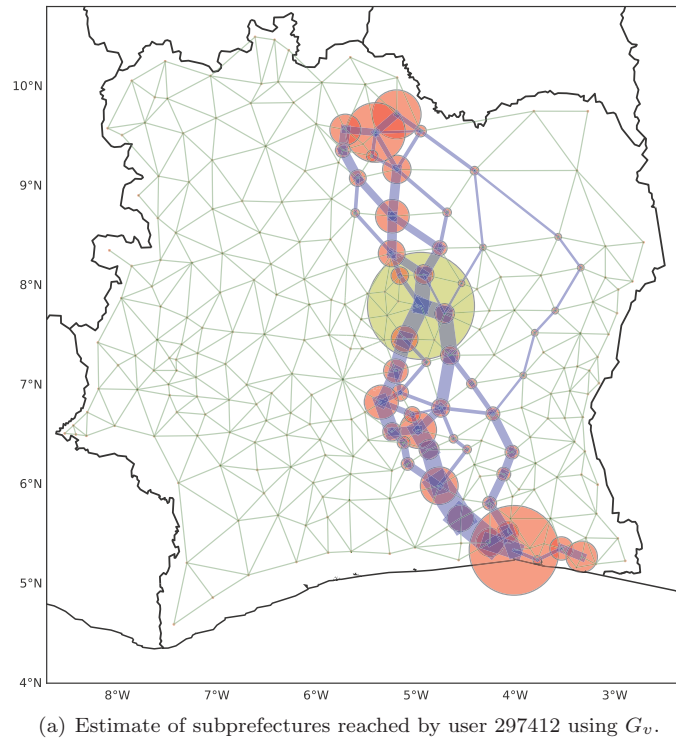 10°N
9°N
8°N
7°N
6°N
5°N
4°N
8°W 7°W 6°W 5°W 4°W 3°W
(a) Estimate of subprefectures reached by user 297412 using Gᵥ.